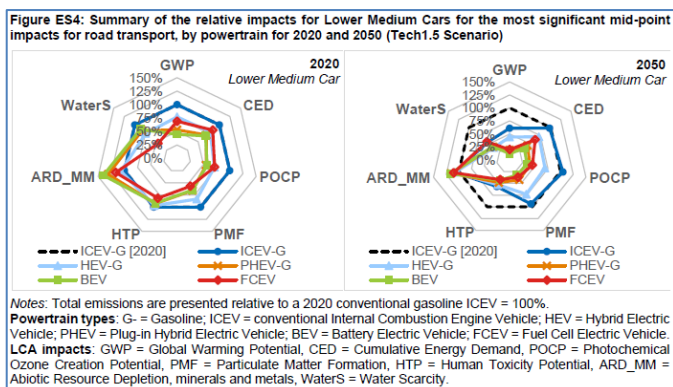 Figure ES4: Summary of the relative impacts for Lower Medium Cars for the most significant mid-point
impacts for road transport, by powertrain for 2020 and 2050 (Tech1.5 Scenario)
2020
Lower Medium Car
GWP
150%
125%
100%
75%
50%
25%
0%
WaterS
CED
ARD_MM
POCP
HTP
PMF
2050
Lower Medium Car
GWP
150%
125%
100%
75%
50%
25%
0%
WaterS
CED
ARD_MM
POCP
HTP
PMF
ICEV-G [2020]
ICEV-G
HEV-G
PHEV-G
BEV
FCEV
ICEV-G [2020]
ICEV-G
HEV-G
PHEV-G
BEV
FCEV
Notes: Total emissions are presented relative to a 2020 conventional gasoline ICEV = 100%.
Powertrain types: G- = Gasoline; ICEV = conventional Internal Combustion Engine Vehicle; HEV = Hybrid Electric
Vehicle; PHEV = Plug-in Hybrid Electric Vehicle; BEV = Battery Electric Vehicle; FCEV = Fuel Cell Electric Vehicle.
LCA impacts: GWP = Global Warming Potential, CED = Cumulative Energy Demand, POCP = Photochemical
Ozone Creation Potential, PMF = Particulate Matter Formation, HTP = Human Toxicity Potential, ARD_MM =
Abiotic Resource Depletion, minerals and metals, WaterS = Water Scarcity.